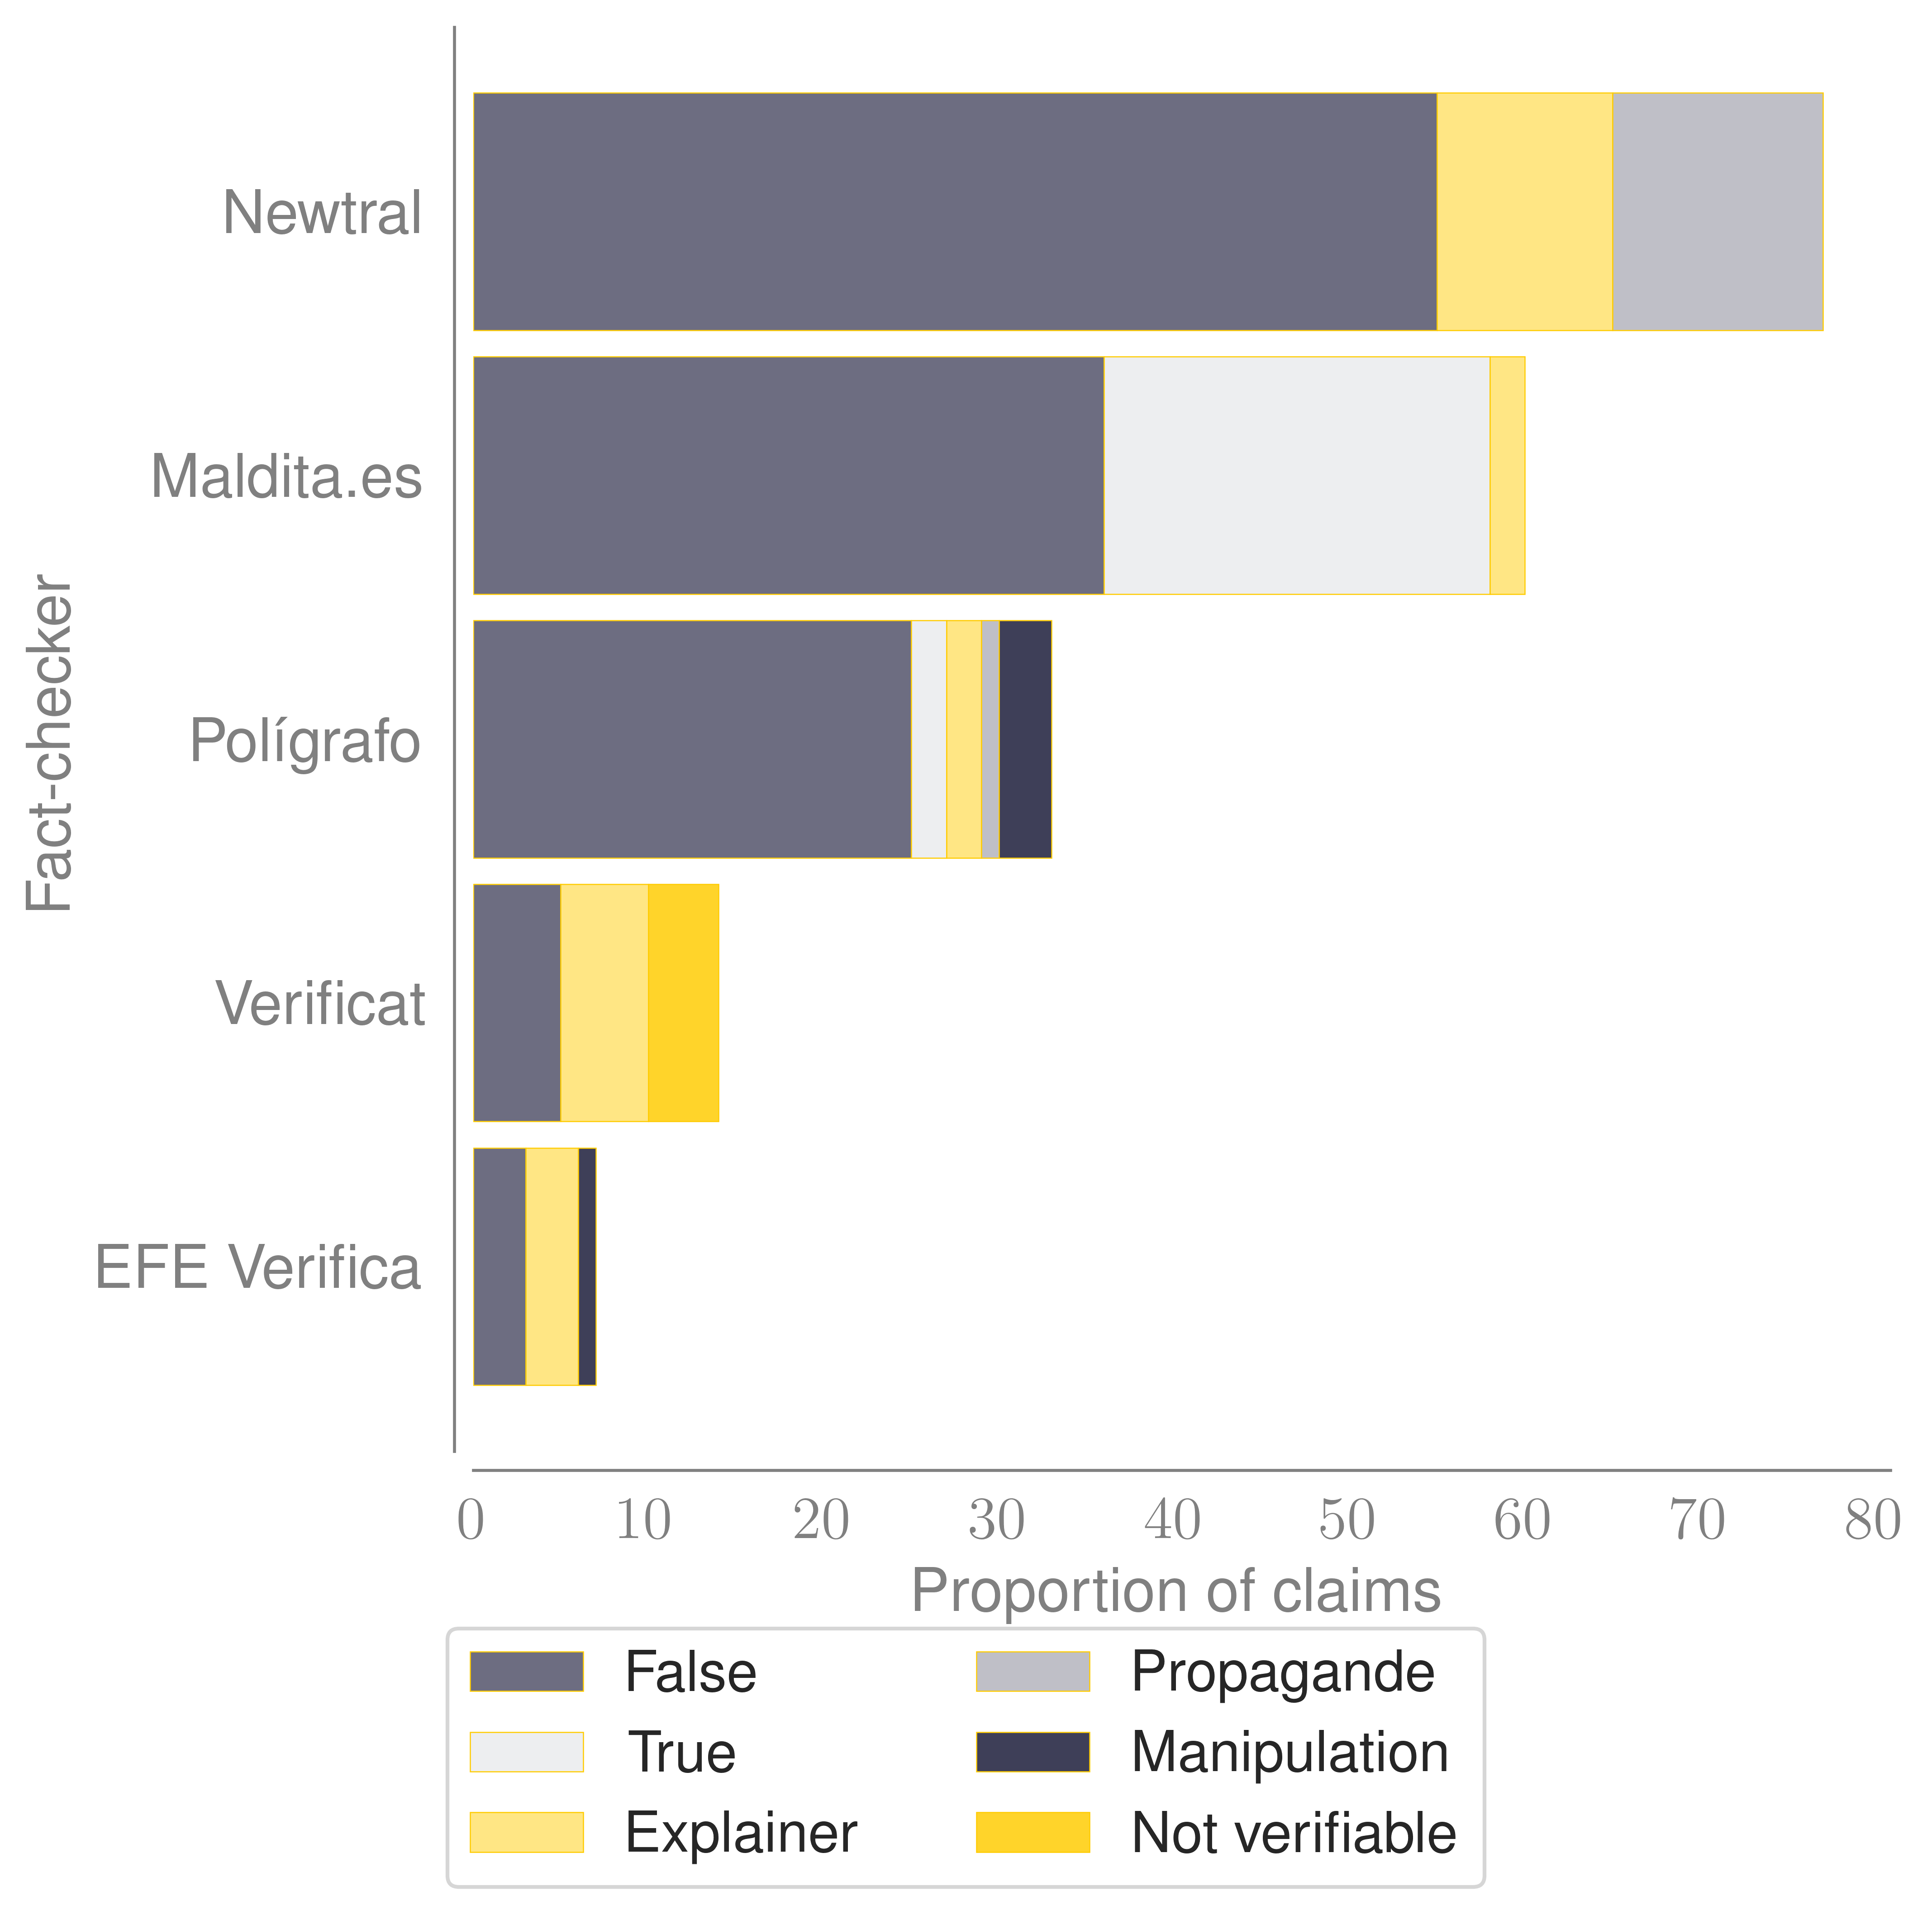 Newtral
Maldita.es
Polígrafo
Verificat
EFE Verifica
Fact-checker
0 10 20 30 40 50 60 70 80
Proportion of claims
False
True
Explainer
Propagande
Manipulation
Not verifiable